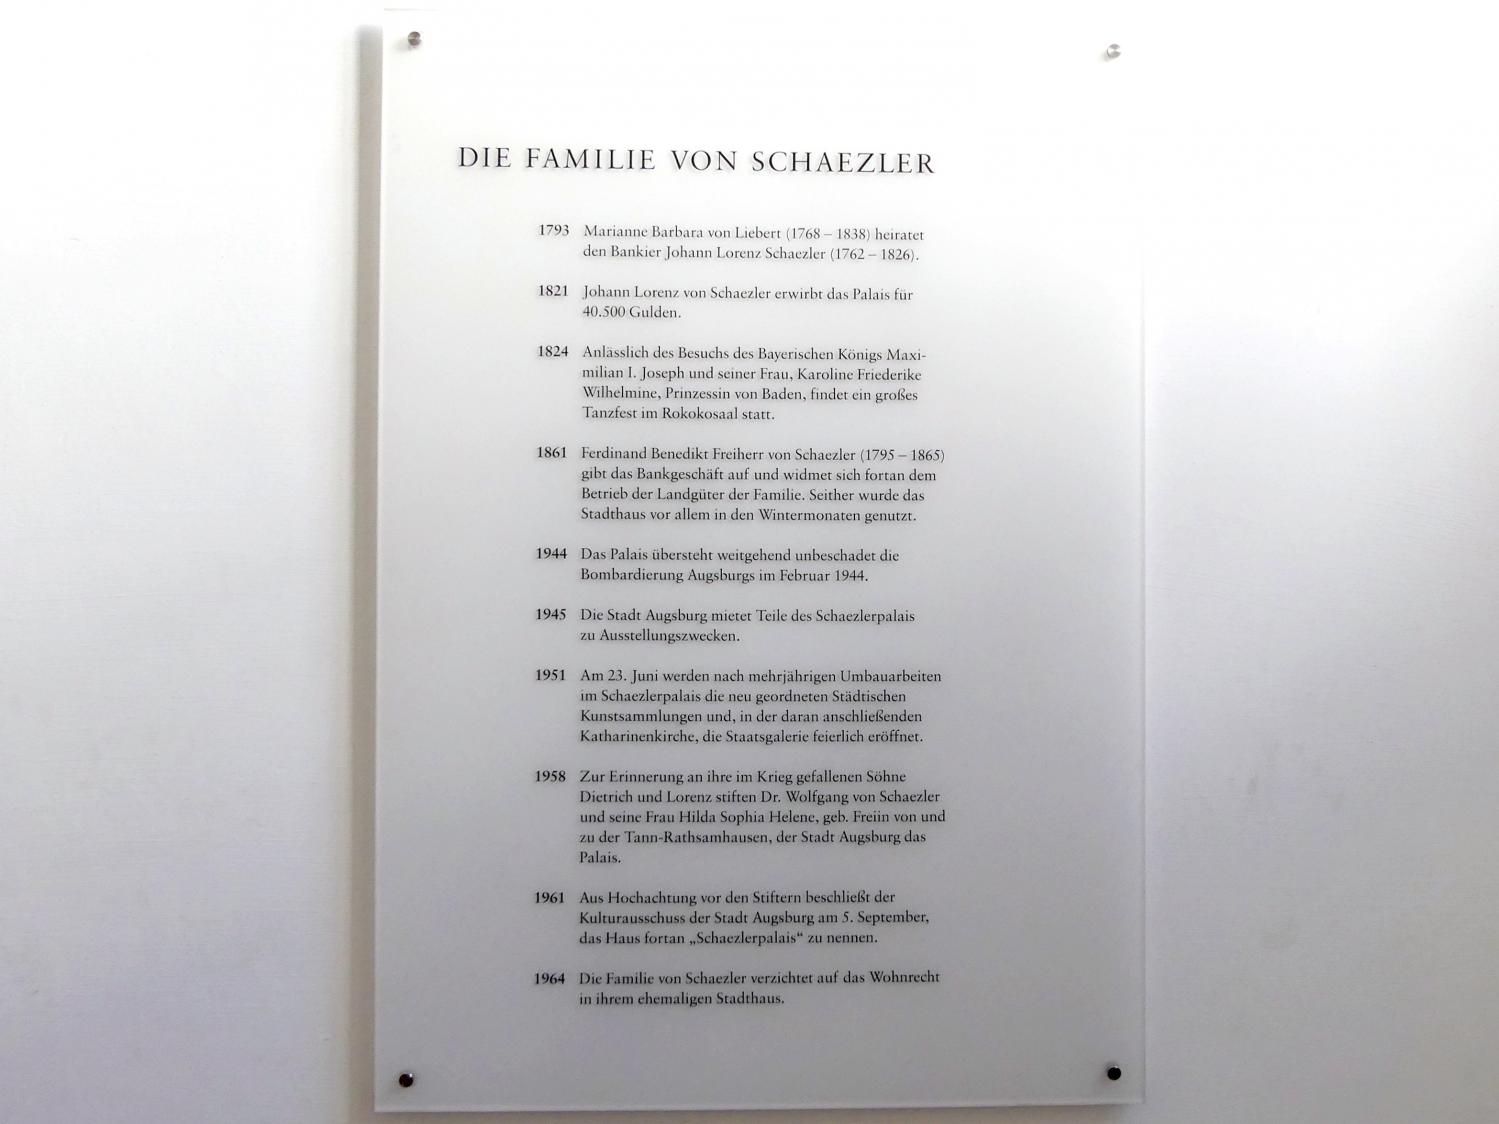 DIE FAMILIE VON SCHAEZLER
1793 Marianne Barbara von Liebert (1768 – 1838) heiratet
den Bankier Johann Lorenz Schaezler (1762 – 1826).
1821 Johann Lorenz von Schaezler erwirbt das Palais für
40.500 Gulden.
1824 Anlässlich des Besuchs des Bayerischen Königs Maxi-
milian I. Joseph und seiner Frau, Karoline Friederike
Wilhelmine, Prinzessin von Baden, findet ein großes
Tanzfest im Rokokosaal statt.
1861 Ferdinand Benedikt Freiherr von Schaezler (1795 – 1865)
gibt das Bankgeschäft auf und widmet sich fortan dem
Betrieb der Landgüter der Familie. Seither wurde das
Stadthaus vor allem in den Wintermonaten genutzt.
1944 Das Palais übersteht weitgehend unbeschadet die
Bombardierung Augsburgs im Februar 1944.
1945 Die Stadt Augsburg mietet Teile des Schaezlerpalais
zu Ausstellungszwecken.
1951 Am 23. Juni werden nach mehrjährigen Umbauarbeiten
im Schaezlerpalais die neu geordneten Städtischen
Kunstsammlungen und, in der daran anschließenden
Katharinenkirche, die Staatsgalerie feierlich eröffnet.
1958 Zur Erinnerung an ihre im Krieg gefallenen Söhne
Dietrich und Lorenz stiften Dr. Wolfgang von Schaezler
und seine Frau Hilda Sophia Helene, geb. Freiin von und
zu der Tann-Rathsamhausen, der Stadt Augsburg das
Palais.
1961 Aus Hochachtung vor den Stiftern beschließt der
Kulturausschuss der Stadt Augsburg am 5. September,
das Haus fortan „Schaezlerpalais“ zu nennen.
1964 Die Familie von Schaezler verzichtet auf das Wohnrecht
in ihrem ehemaligen Stadthaus.